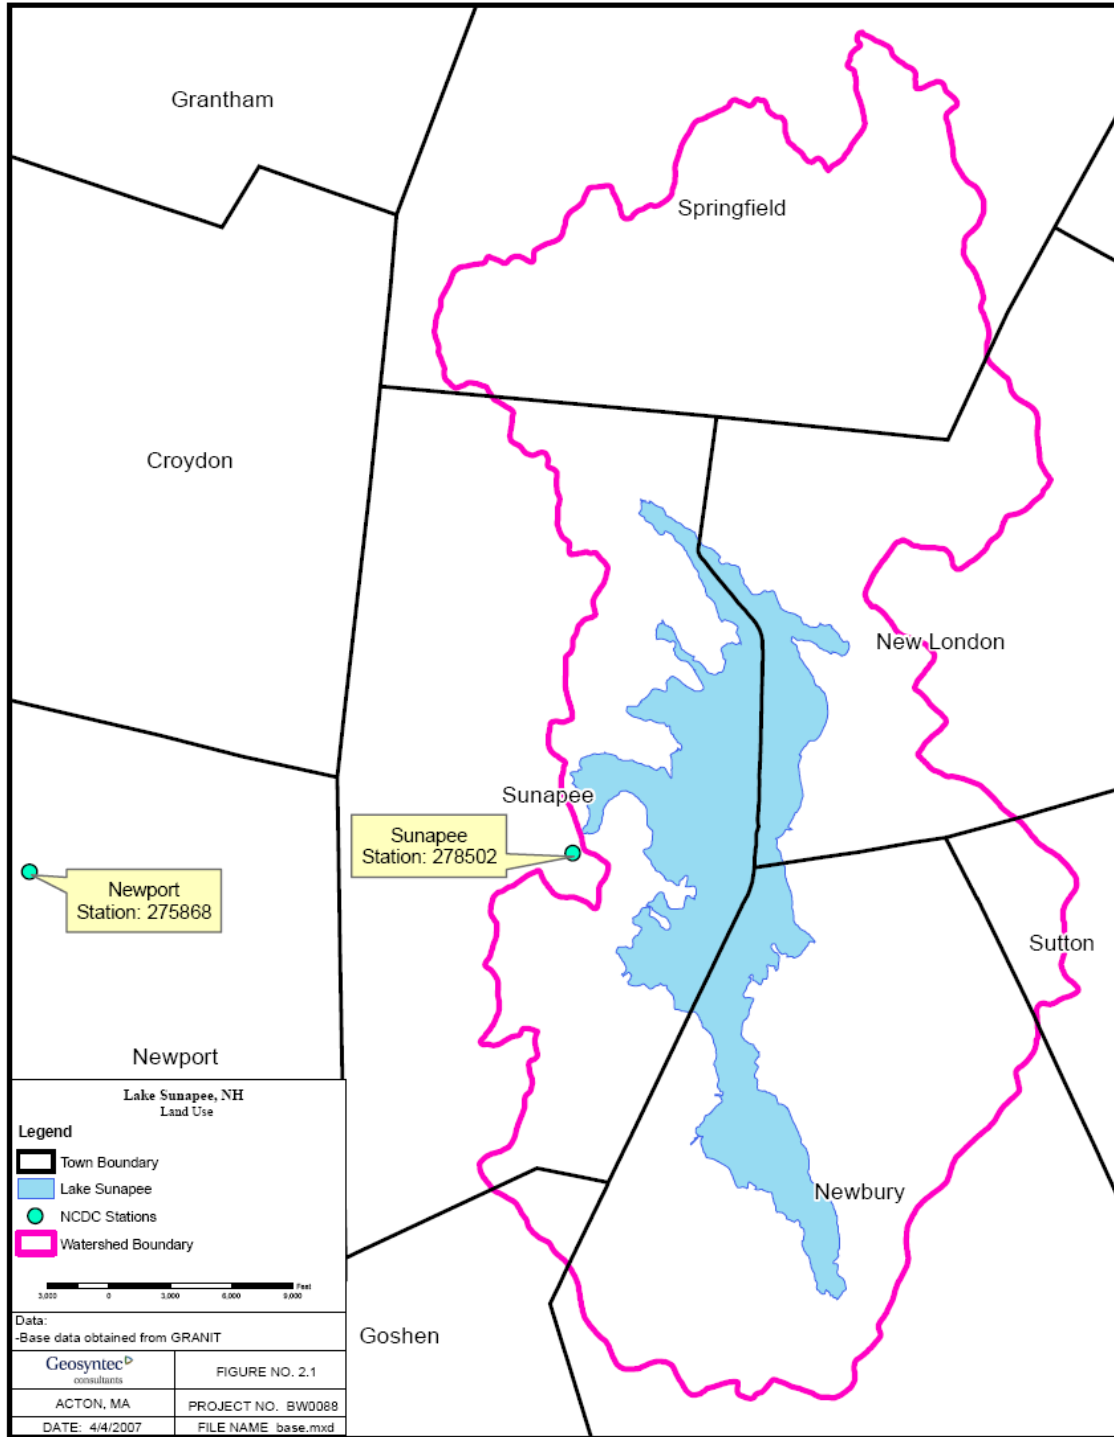 Grantham
Springfield
Croydon
New London
Sunapee
Sunapee
Station: 278502
Newport
Station: 275868
Sutton
Newport
Newbury
Goshen
Lake Sunapee, NH
Land Use
Legend
Town Boundary
Lake Sunapee
NCDC Stations
Watershed Boundary
3,000 0 3,000 6,000 9,000 Feet
Data:
-Base data obtained from GRANIT
Geosyntec
consultants
FIGURE NO. 2.1
ACTON, MA
PROJECT NO. BW0088
DATE: 4/4/2007
FILE NAME base.mxd